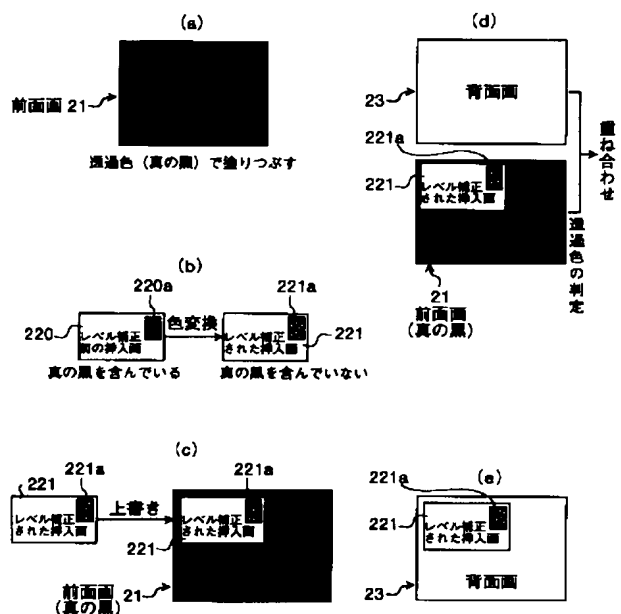 (a)
前面画 21
透過色(真の黒)で塗りつぶす
(b)
220a
221a
220
色変換
221
レベル補正
前の挿入画
レベル補正
された挿入画
真の黒を含んでいる
真の黒を含んでいない
(c)
221
221a
221a
上書き
レベル補正
された挿入画
221
レベル補正
された挿入画
前面画 21
(真の黒)
(d)
23
背面画
221a
221
レベル補正
された挿入画
重ね合わせ
透過色の判定
21
前面画
(真の黒)
(e)
221a
221
レベル補正
された挿入画
23
背面画